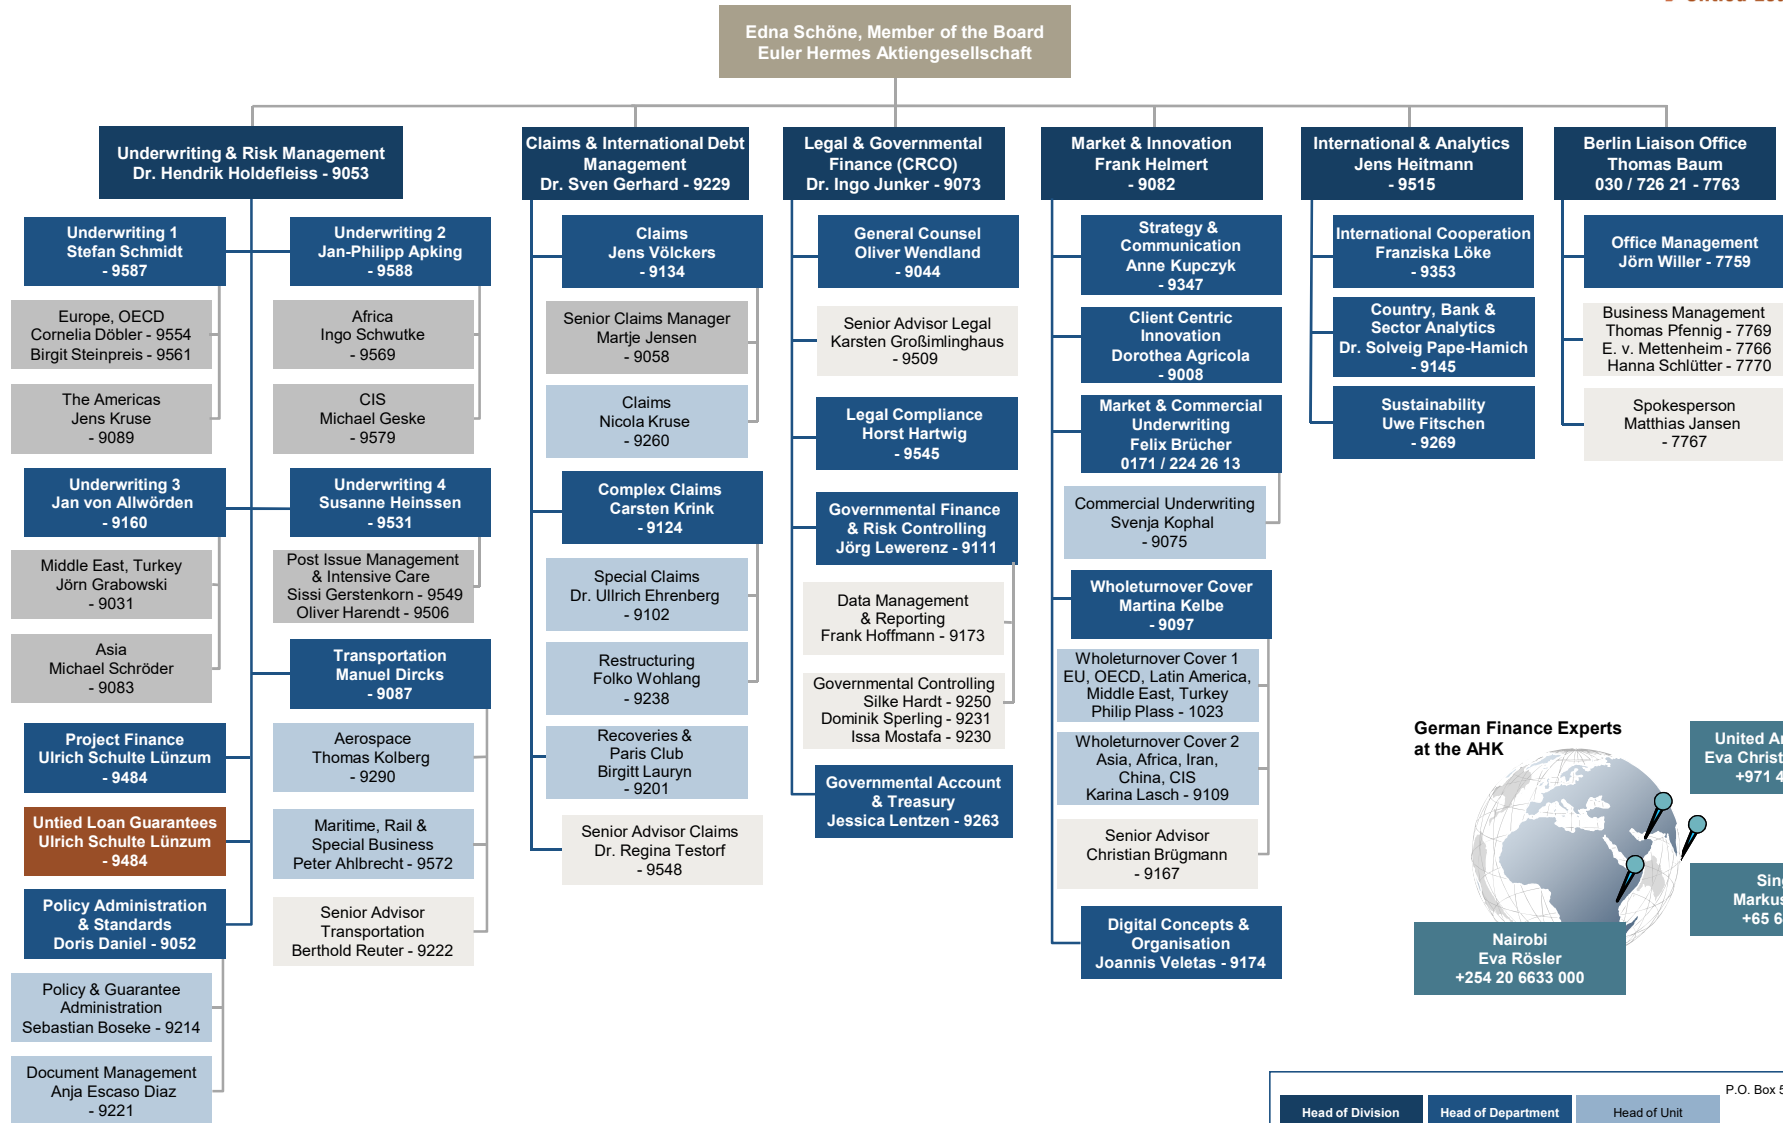 Edna Schöne, Member of the Board
Euler Hermes Aktiengesellschaft
Underwriting & Risk Management
Dr. Hendrik Holdefleiss - 9053
Claims & International Debt
Management
Dr. Sven Gerhard - 9229
Legal & Governmental
Finance (CRCO)
Dr. Ingo Junker - 9073
Market & Innovation
Frank Helmert
- 9082
International & Analytics
Jens Heitmann
- 9515
Berlin Liaison Office
Thomas Baum
030 / 726 21 - 7763
Underwriting 1
Stefan Schmidt
- 9587
Europe, OECD
Cornelia Döbler - 9554
Birgit Steinpreis - 9561
The Americas
Jens Kruse
- 9089
Underwriting 2
Jan-Philipp Apking
- 9588
Africa
Ingo Schwutke
- 9569
CIS
Michael Geske
- 9579
Underwriting 3
Jan von Allwörden
- 9160
Middle East, Turkey
Jörn Grabowski
- 9031
Asia
Michael Schröder
- 9083
Underwriting 4
Susanne Heinssen
- 9531
Post Issue Management
& Intensive Care
Sissi Gerstenkorn - 9549
Oliver Harendt - 9506
Transportation
Manuel Dircks
- 9087
Aerospace
Thomas Kolberg
- 9290
Maritime, Rail &
Special Business
Peter Ahlbrecht - 9572
Senior Advisor
Transportation
Berthold Reuter - 9222
Project Finance
Ulrich Schulte Lünzum
- 9484
Untied Loan Guarantees
Ulrich Schulte Lünzum
- 9484
Policy Administration
& Standards
Doris Daniel - 9052
Policy & Guarantee
Administration
Sebastian Boseke - 9214
Document Management
Anja Escaso Diaz
- 9221
Claims
Jens Völckers
- 9134
Senior Claims Manager
Martje Jensen
- 9058
Claims
Nicola Kruse
- 9260
Complex Claims
Carsten Krink
- 9124
Special Claims
Dr. Ullrich Ehrenberg
- 9102
Restructuring
Folko Wohlang
- 9238
Recoveries &
Paris Club
Birgitt Lauryn
- 9201
Senior Advisor Claims
Dr. Regina Testorf
- 9548
General Counsel
Oliver Wendland
- 9044
Senior Advisor Legal
Karsten Großimlinghaus
- 9509
Legal Compliance
Horst Hartwig
- 9545
Governmental Finance
& Risk Controlling
Jörg Lewerenz - 9111
Data Management
& Reporting
Frank Hoffmann - 9173
Governmental Controlling
Silke Hardt - 9250
Dominik Sperling - 9231
Issa Mostafa - 9230
Governmental Account
& Treasury
Jessica Lentzen - 9263
Strategy &
Communication
Anne Kupczyk
- 9347
Client Centric
Innovation
Dorothea Agricola
- 9008
Market & Commercial
Underwriting
Felix Brücher
0171 / 224 26 13
Commercial Underwriting
Svenja Kophal
- 9075
Wholeturnover Cover
Martina Kelbe
- 9097
Wholeturnover Cover 1
EU, OECD, Latin America,
Middle East, Turkey
Philip Plass - 1023
Wholeturnover Cover 2
Asia, Africa, Iran,
China, CIS
Karina Lasch - 9109
Senior Advisor
Christian Brügmann
- 9167
Digital Concepts &
Organisation
Joannis Veletas - 9174
International Cooperation
Franziska Löke
- 9353
Country, Bank &
Sector Analytics
Dr. Solveig Pape-Hamich
- 9145
Sustainability
Uwe Fitschen
- 9269
Office Management
Jörn Willer - 7759
Business Management
Thomas Pfennig - 7769
E. v. Mettenheim - 7766
Hanna Schlütter - 7770
Spokesperson
Matthias Jansen
- 7767
German Finance Experts
at the AHK
United
Eva
+971 4
Markus
+65 6
Nairobi
Eva Rösler
+254 20 6633 000
P.O. Box 5
Head of Division
Head of Department
Head of Unit